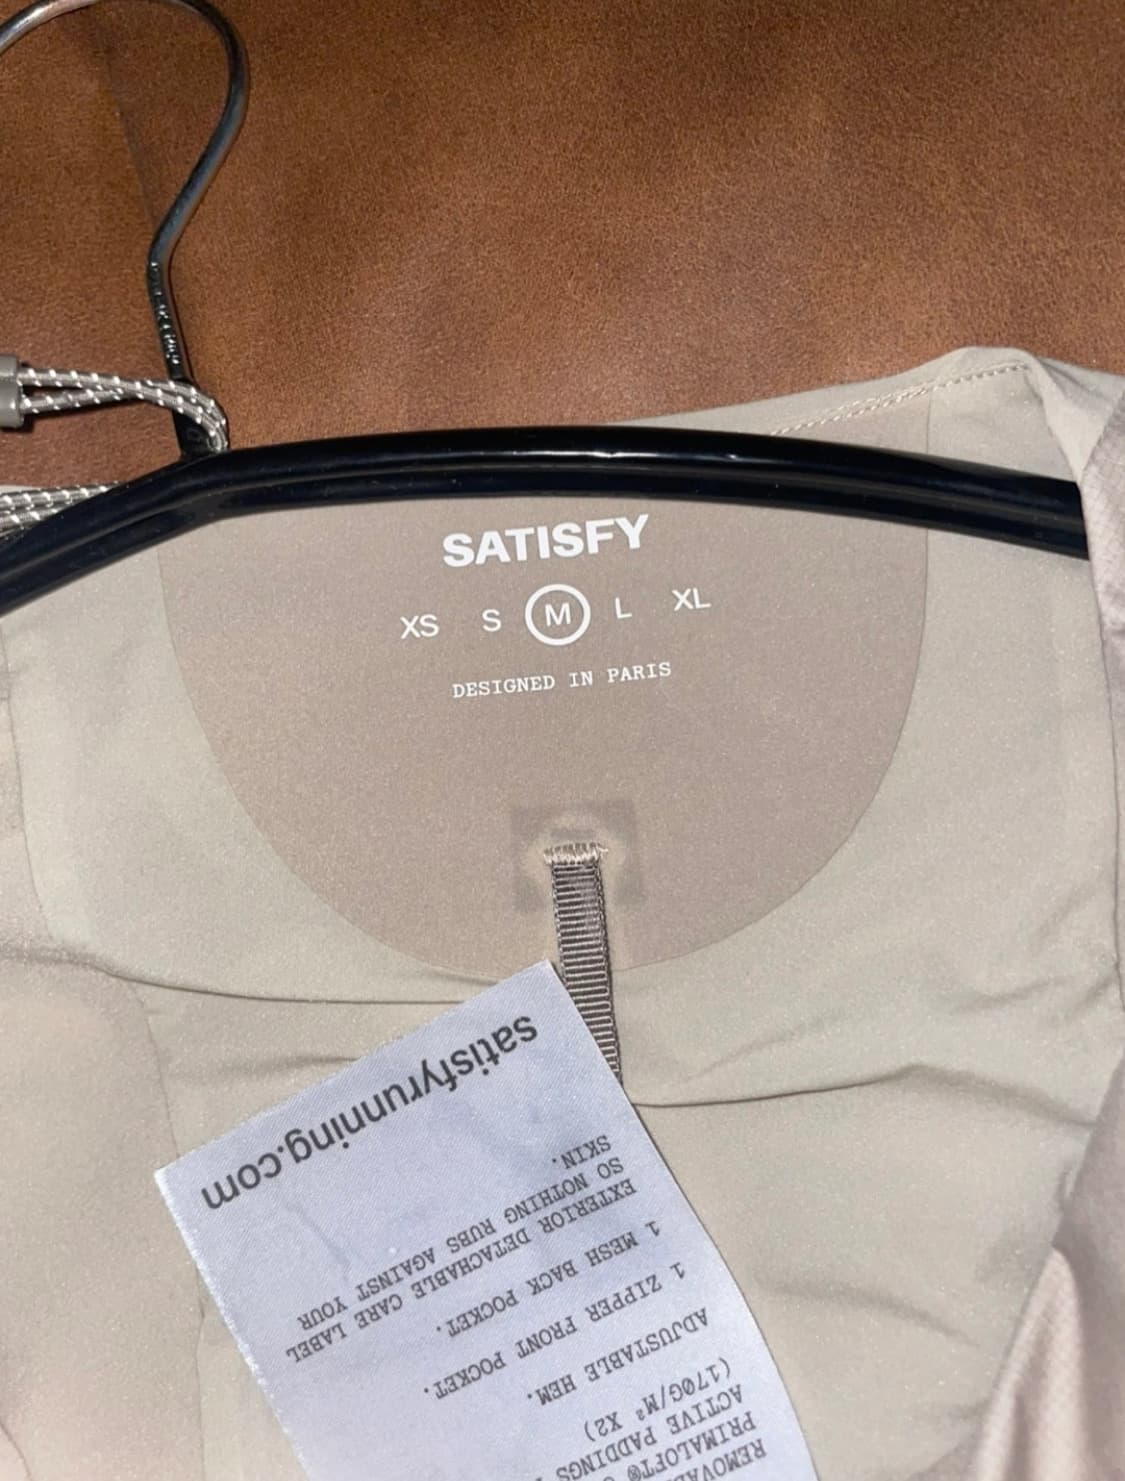 SATISFY
XS S M L XL
DESIGNED IN PARIS
PRIMALOFT®
ACTIVE PADDINGS
(170G/M² X2)
ADJUSTABLE HEM.
1 ZIPPER FRONT POCKET.
1 MESH BACK POCKET.
EXTERIOR DETACHABLE CARE LABEL
SO NOTHING RUBS AGAINST YOUR
SKIN.
satisfyrunning.com